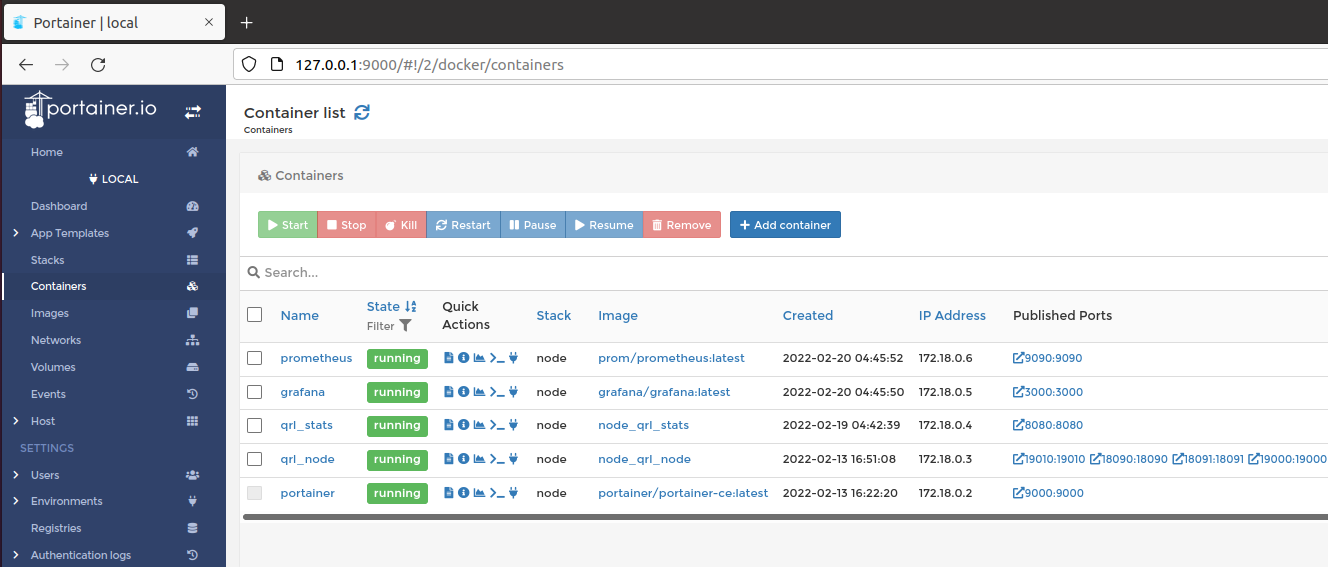 Portainer | local
127.0.0.1:9000/#!/2/docker/containers
portainer.io
Home
LOCAL
Dashboard
App Templates
Stacks
Containers
Images
Networks
Volumes
Events
Host
SETTINGS
Users
Environments
Registries
Authentication logs
Container list
Containers
Containers
Start Stop Kill Restart Pause Resume Remove Add container
Search...
Name State Filter Quick Actions Stack Image Created IP Address Published Ports
prometheus running node prom/prometheus:latest 2022-02-20 04:45:52 172.18.0.6 9090:9090
grafana running node grafana/grafana:latest 2022-02-20 04:45:50 172.18.0.5 3000:3000
qrl_stats running node node_qrl_stats 2022-02-19 04:42:39 172.18.0.4 8080:8080
qrl_node running node node_qrl_node 2022-02-13 16:51:08 172.18.0.3 19010:19010 18090:18090 18091:18091 19000:19000
portainer running node portainer/portainer-ce:latest 2022-02-13 16:22:20 172.18.0.2 9000:9000